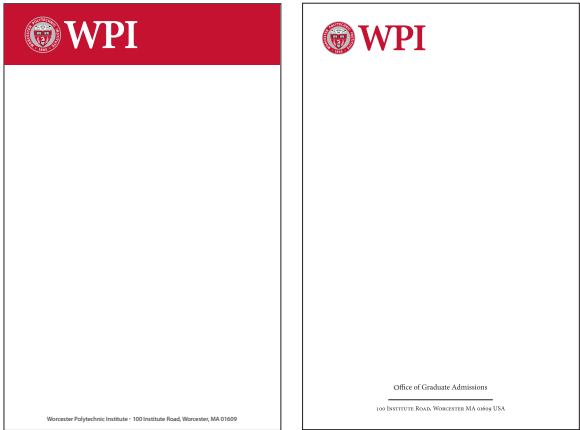 WPI
Worcester Polytechnic Institute • 100 Institute Road, Worcester, MA 01609
WPI
Office of Graduate Admissions
100 Institute Road, Worcester MA 01609 USA